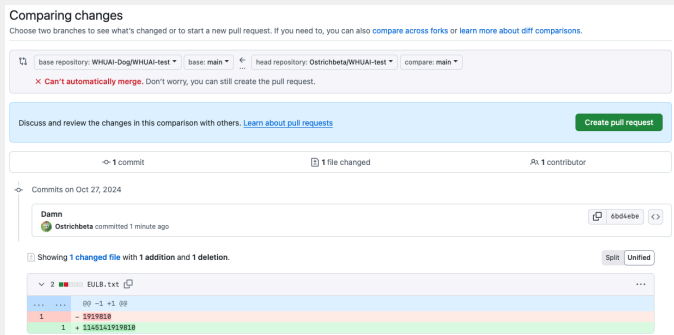 Comparing changes
Choose two branches to see what's changed or to start a new pull request. If you need to, you can also compare across forks or learn more about diff comparisons.
base repository: WHUAI-Dog/WHUAI-test base: main ← ... head repository: Ostrichbeta/WHUAI-test compare: main
× Can't automatically merge. Don't worry, you can still create the pull request.
Discuss and review the changes in this comparison with others. Learn about pull requests Create pull request
1 commit 1 file changed 1 contributor
Commits on Oct 27, 2024
Damn
Ostrichbeta committed 1 minute ago 6bd4ebe <>
Showing 1 changed file with 1 addition and 1 deletion. Split Unified
2 EULB.txt ...
... ... @@ -1 +1 @@
1 - 1919810
1 + 1145141919810